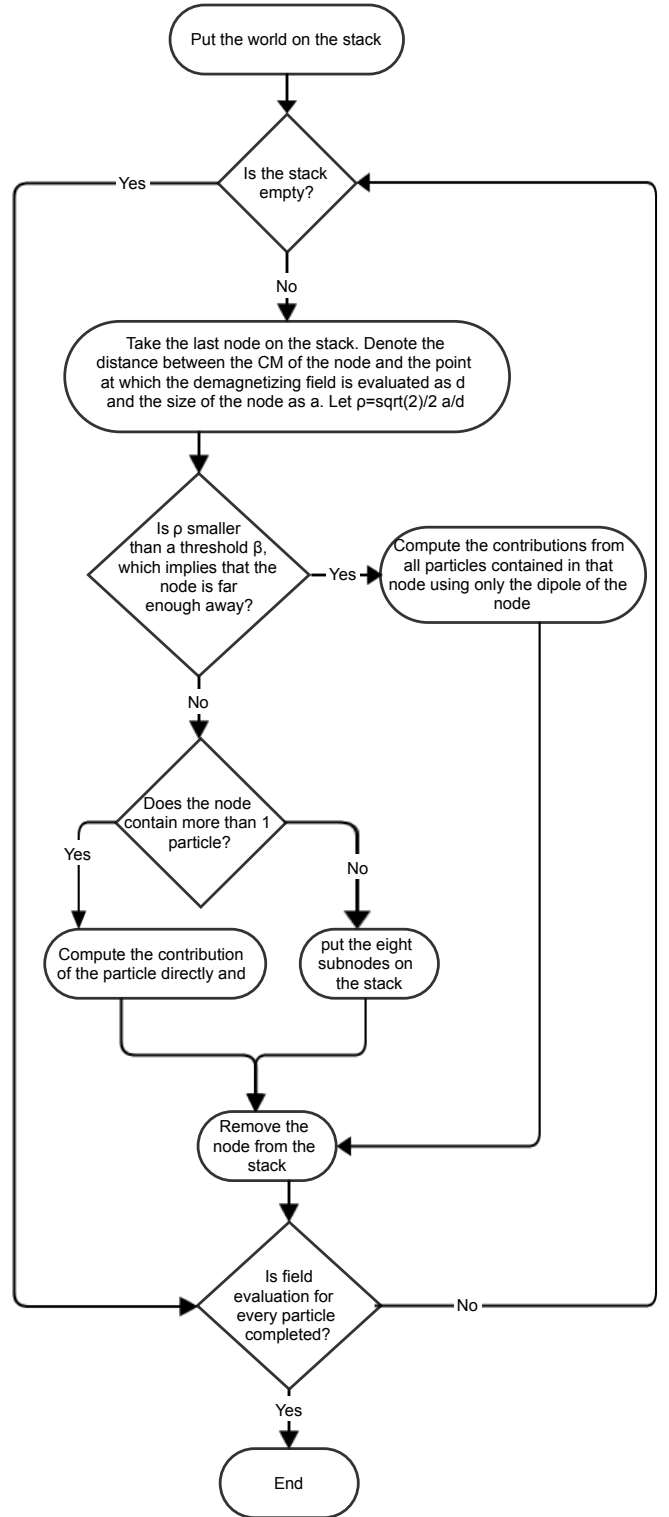 Put the world on the stack
Is the stack
empty?
Yes
No
Take the last node on the stack. Denote the
distance between the CM of the node and the point
at which the demagnetizing field is evaluated as d
and the size of the node as a. Let ρ=sqrt(2)/2 a/d
Is ρ smaller
than a threshold β,
which implies that the
node is far
enough away?
Yes
Compute the contributions from
all particles contained in that
node using only the dipole of the
node
No
Does the node
contain more than 1
particle?
Yes
No
Compute the contribution
of the particle directly and
put the eight
subnodes on
the stack
Remove the
node from the
stack
Is field
evaluation for
every particle
completed?
No
Yes
End